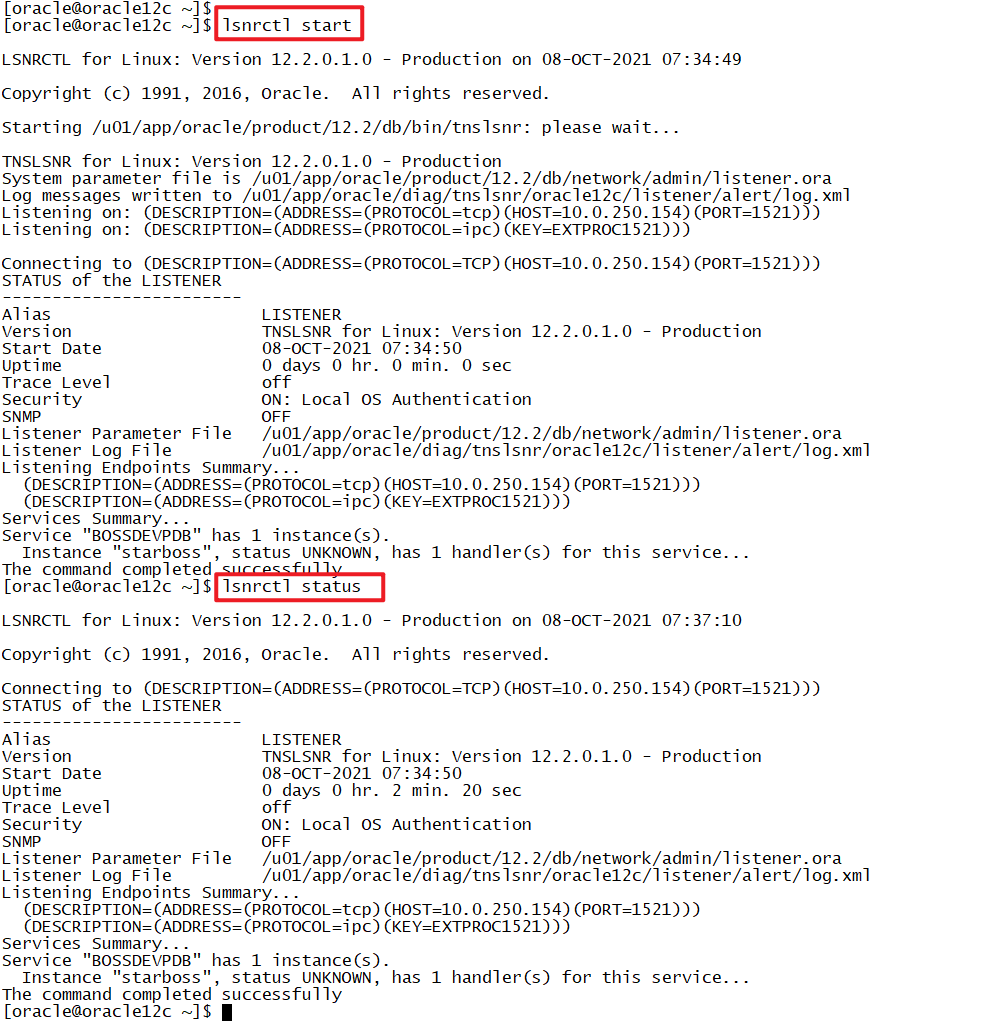 [oracle@oracle12c ~]$
[oracle@oracle12c ~]$ lsnrctl start
LSNRCTL for Linux: Version 12.2.0.1.0 - Production on 08-OCT-2021 07:34:49
Copyright (c) 1991, 2016, Oracle.  All rights reserved.
Starting /u01/app/oracle/product/12.2/db/bin/tnslsnr: please wait...
TNSLSNR for Linux: Version 12.2.0.1.0 - Production
System parameter file is /u01/app/oracle/product/12.2/db/network/admin/listener.ora
Log messages written to /u01/app/oracle/diag/tnslsnr/oracle12c/listener/alert/log.xml
Listening on: (DESCRIPTION=(ADDRESS=(PROTOCOL=tcp)(HOST=10.0.250.154)(PORT=1521)))
Listening on: (DESCRIPTION=(ADDRESS=(PROTOCOL=ipc)(KEY=EXTPROC1521)))
Connecting to (DESCRIPTION=(ADDRESS=(PROTOCOL=TCP)(HOST=10.0.250.154)(PORT=1521)))
STATUS of the LISTENER
------------------------
Alias                     LISTENER
Version                   TNSLSNR for Linux: Version 12.2.0.1.0 - Production
Start Date                08-OCT-2021 07:34:50
Uptime                    0 days 0 hr. 0 min. 0 sec
Trace Level               off
Security                  ON: Local OS Authentication
SNMP                      OFF
Listener Parameter File   /u01/app/oracle/product/12.2/db/network/admin/listener.ora
Listener Log File         /u01/app/oracle/diag/tnslsnr/oracle12c/listener/alert/log.xml
Listening Endpoints Summary...
  (DESCRIPTION=(ADDRESS=(PROTOCOL=tcp)(HOST=10.0.250.154)(PORT=1521)))
  (DESCRIPTION=(ADDRESS=(PROTOCOL=ipc)(KEY=EXTPROC1521)))
Services Summary...
Service "BOSSDEVPDB" has 1 instance(s).
  Instance "starboss", status UNKNOWN, has 1 handler(s) for this service...
The command completed successfully
[oracle@oracle12c ~]$ lsnrctl status
LSNRCTL for Linux: Version 12.2.0.1.0 - Production on 08-OCT-2021 07:37:10
Copyright (c) 1991, 2016, Oracle.  All rights reserved.
Connecting to (DESCRIPTION=(ADDRESS=(PROTOCOL=TCP)(HOST=10.0.250.154)(PORT=1521)))
STATUS of the LISTENER
------------------------
Alias                     LISTENER
Version                   TNSLSNR for Linux: Version 12.2.0.1.0 - Production
Start Date                08-OCT-2021 07:34:50
Uptime                    0 days 0 hr. 2 min. 20 sec
Trace Level               off
Security                  ON: Local OS Authentication
SNMP                      OFF
Listener Parameter File   /u01/app/oracle/product/12.2/db/network/admin/listener.ora
Listener Log File         /u01/app/oracle/diag/tnslsnr/oracle12c/listener/alert/log.xml
Listening Endpoints Summary...
  (DESCRIPTION=(ADDRESS=(PROTOCOL=tcp)(HOST=10.0.250.154)(PORT=1521)))
  (DESCRIPTION=(ADDRESS=(PROTOCOL=ipc)(KEY=EXTPROC1521)))
Services Summary...
Service "BOSSDEVPDB" has 1 instance(s).
  Instance "starboss", status UNKNOWN, has 1 handler(s) for this service...
The command completed successfully
[oracle@oracle12c ~]$